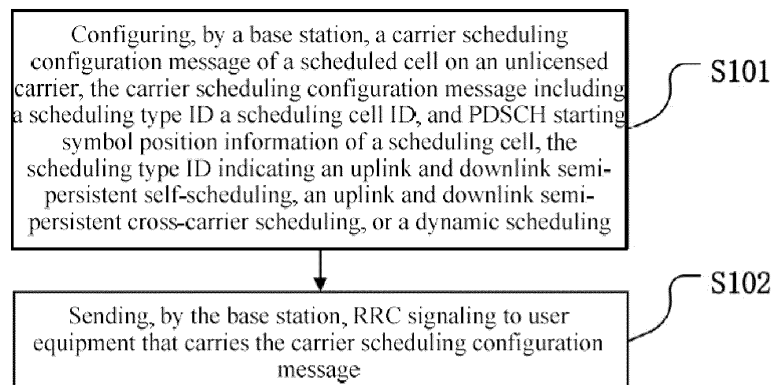 Configuring, by a base station, a carrier scheduling
configuration message of a scheduled cell on an unlicensed
carrier, the carrier scheduling configuration message including
a scheduling type ID a scheduling cell ID, and PDSCH starting
symbol position information of a scheduling cell, the
scheduling type ID indicating an uplink and downlink semi-
persistent self-scheduling, an uplink and downlink semi-
persistent cross-carrier scheduling, or a dynamic scheduling
S101
Sending, by the base station, RRC signaling to user
equipment that carries the carrier scheduling configuration
message
S102